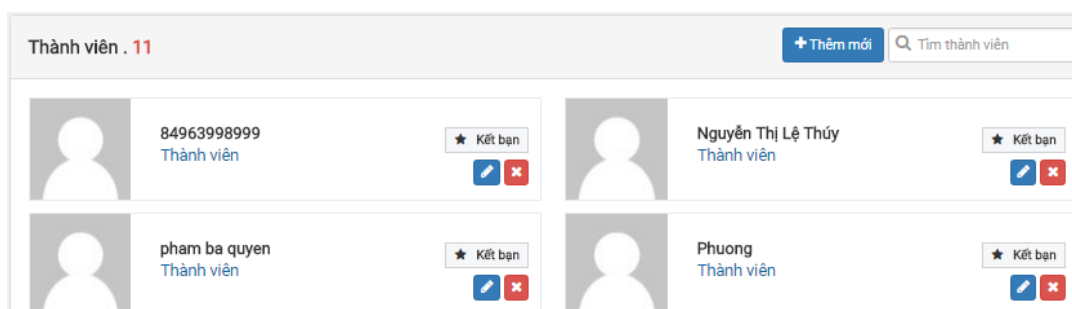 Thành viên . 11
+Thêm mới
Tìm thành viên
84963998999
Thành viên
Kết bạn
Nguyễn Thị Lệ Thúy
Thành viên
Kết bạn
pham ba quyen
Thành viên
Kết bạn
Phuong
Thành viên
Kết bạn